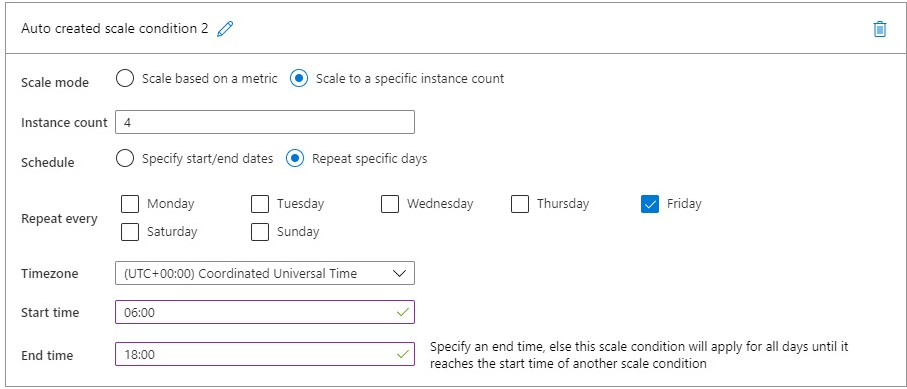 Auto created scale condition 2
Scale mode Scale based on a metric Scale to a specific instance count
Instance count 4
Schedule Specify start/end dates Repeat specific days
Repeat every Monday Tuesday Wednesday Thursday Friday
Saturday Sunday
Timezone (UTC+00:00) Coordinated Universal Time
Start time 06:00
End time 18:00 Specify an end time, else this scale condition will apply for all days until it
reaches the start time of another scale condition